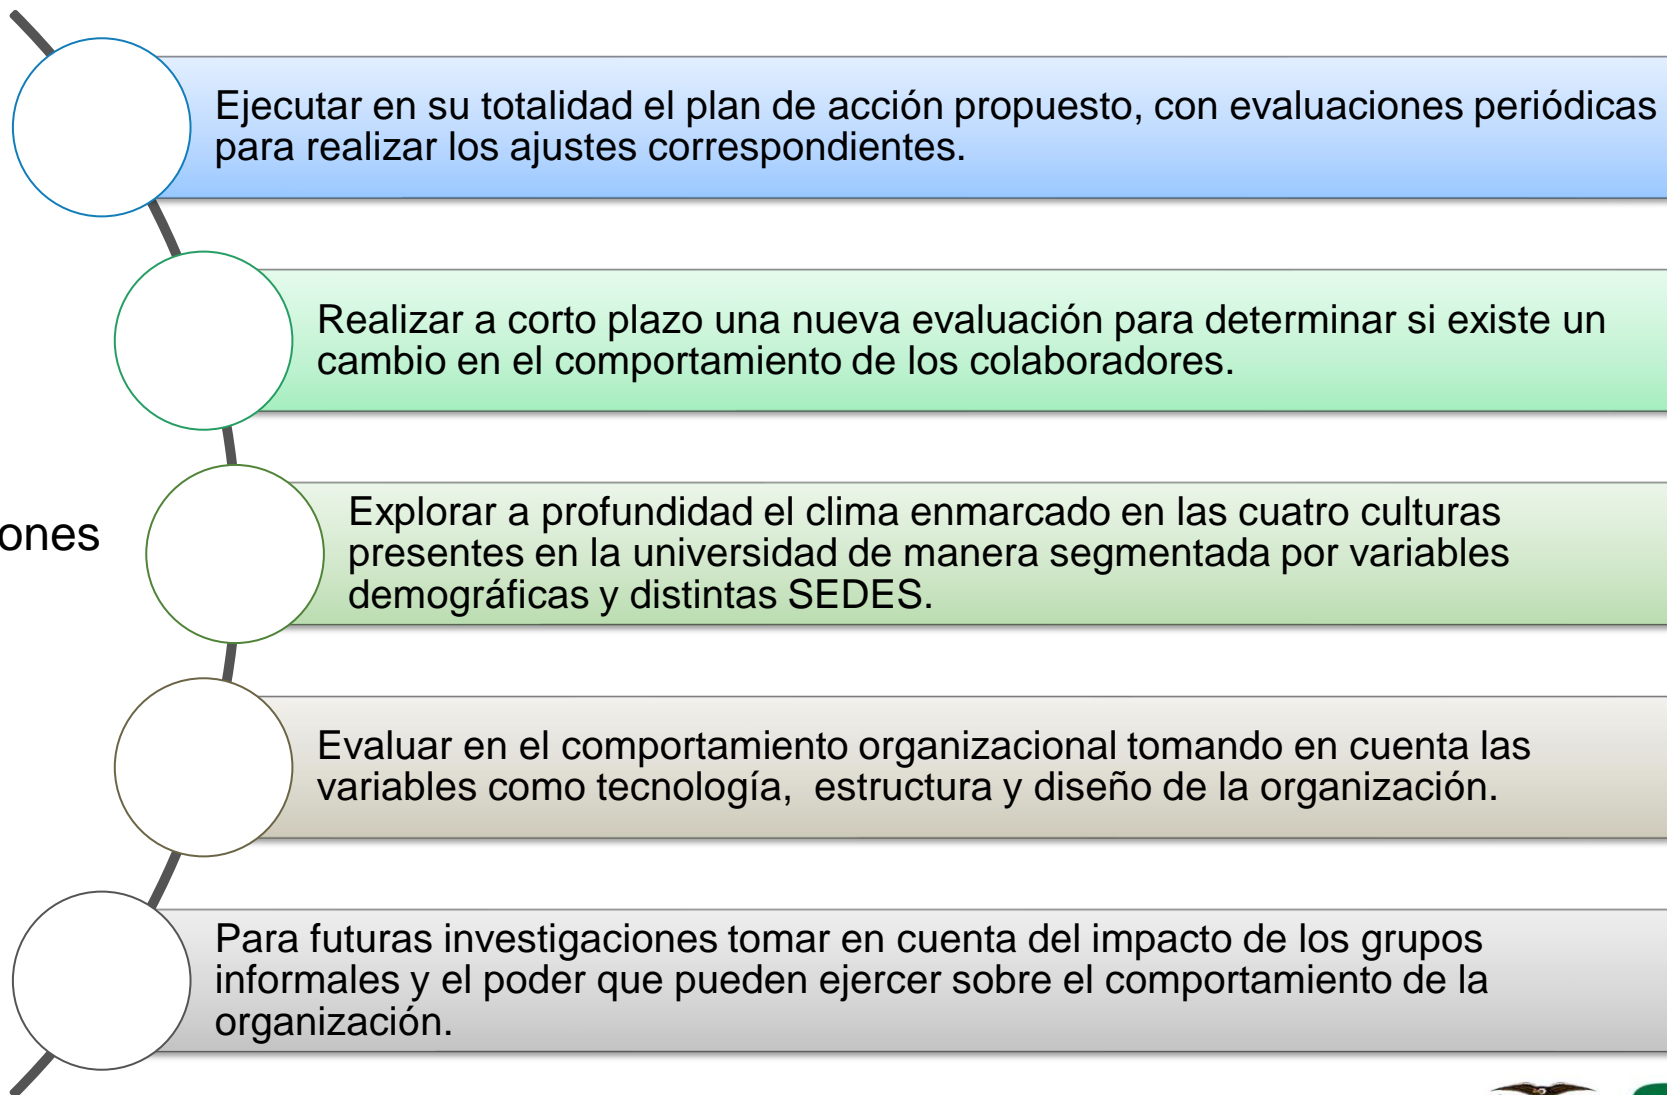 Ejecutar en su totalidad el plan de acción propuesto, con evaluaciones periódicas
para realizar los ajustes correspondientes.
Realizar a corto plazo una nueva evaluación para determinar si existe un
cambio en el comportamiento de los colaboradores.
ones
Explorar a profundidad el clima enmarcado en las cuatro culturas
presentes en la universidad de manera segmentada por variables
demográficas y distintas SEDES.
Evaluar en el comportamiento organizacional tomando en cuenta las
variables como tecnología,  estructura y diseño de la organización.
Para futuras investigaciones tomar en cuenta del impacto de los grupos
informales y el poder que pueden ejercer sobre el comportamiento de la
organización.